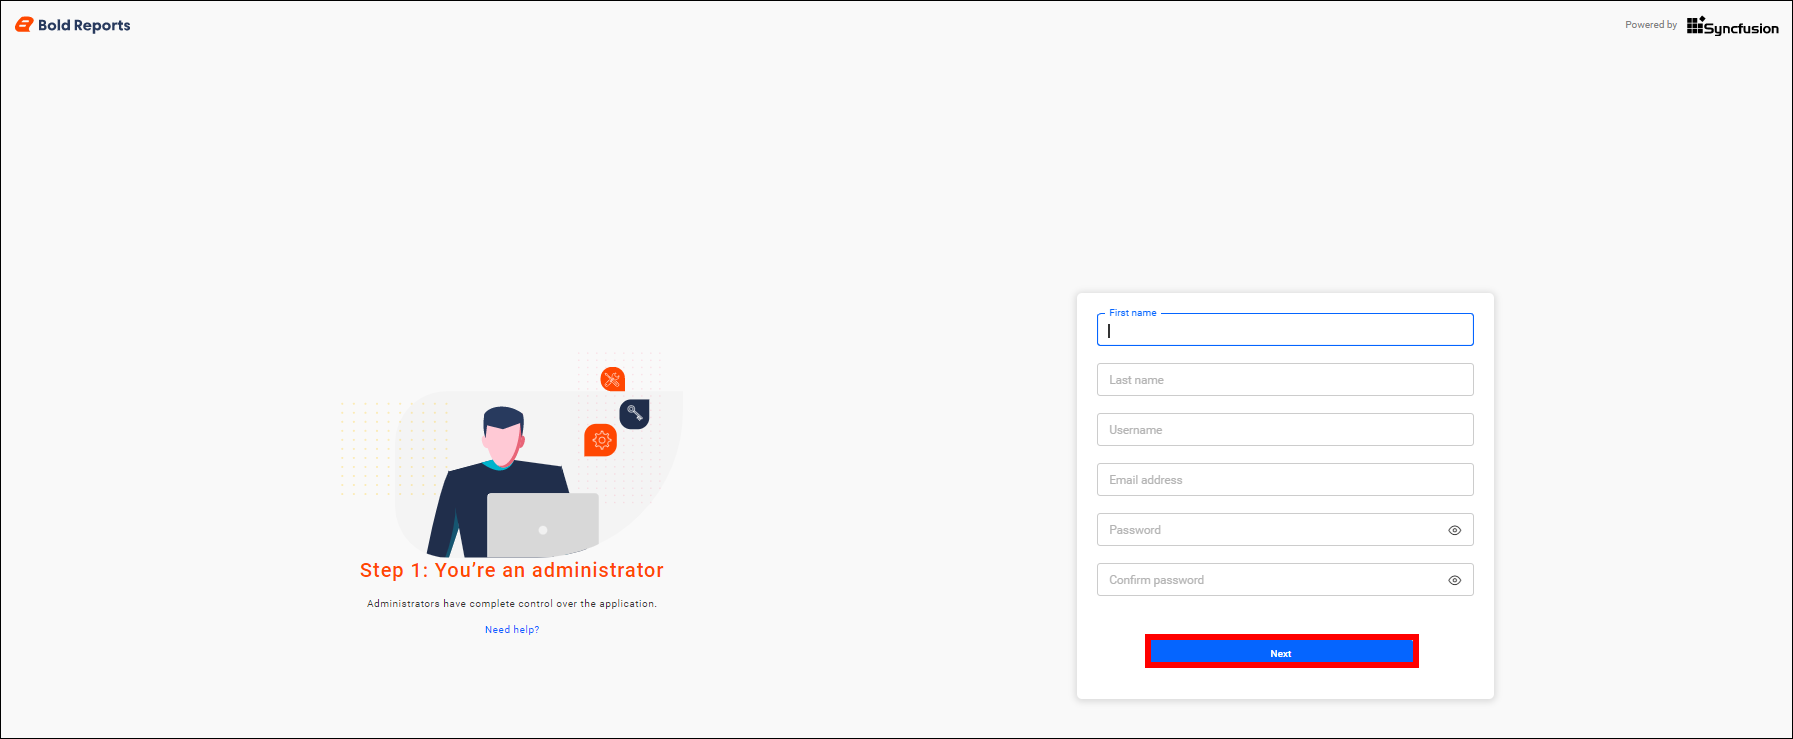 Bold Reports
Powered by Syncfusion
Step 1: You’re an administrator
Administrators have complete control over the application.
Need help?
First name
Last name
Username
Email address
Password
Confirm password
Next